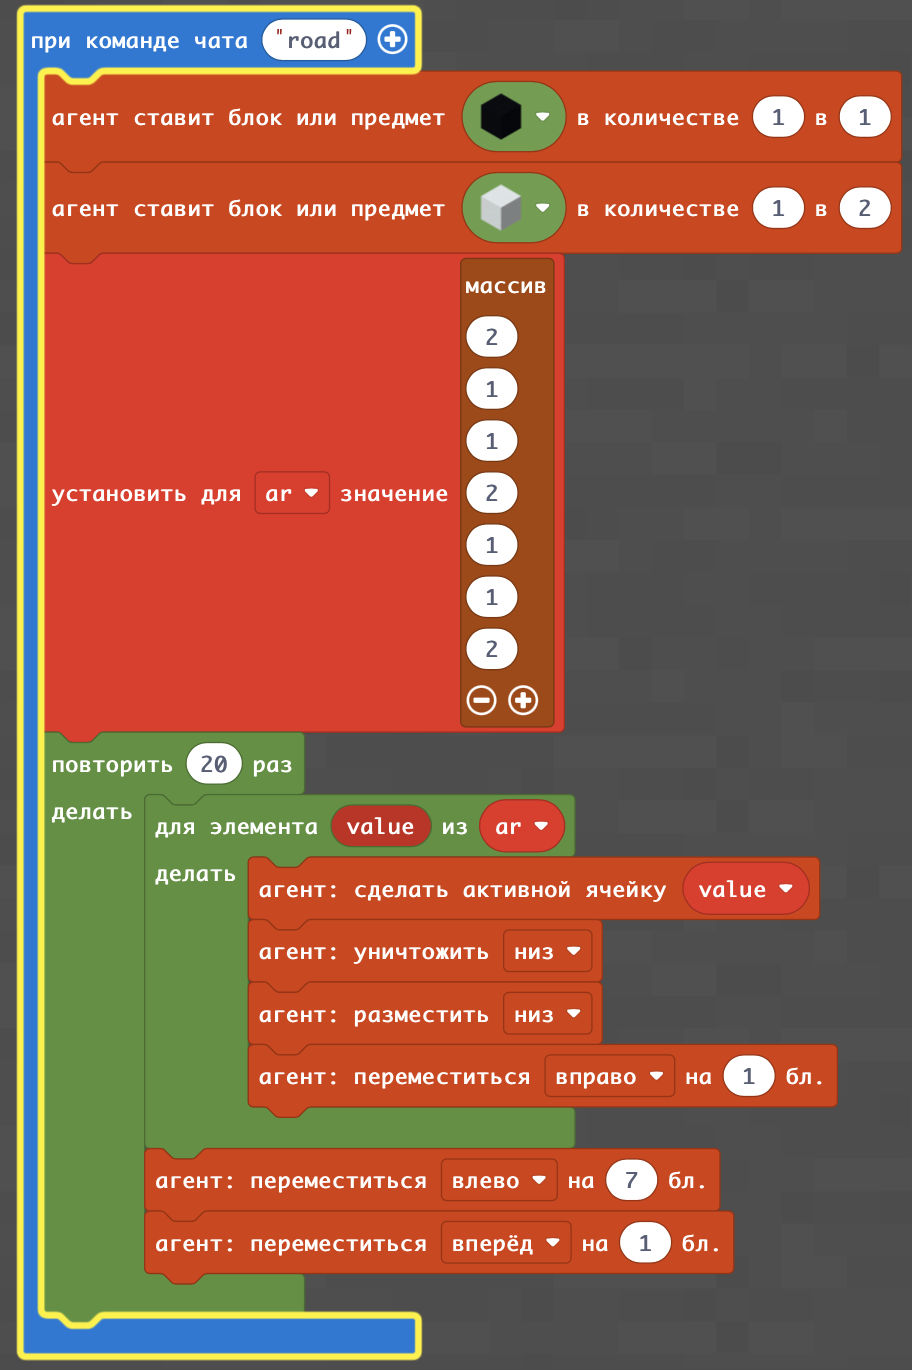 при команде чата "road"
агент ставит блок или предмет в количестве 1 в 1
агент ставит блок или предмет в количестве 1 в 2
массив
2
1
1
установить для ar значение 2
1
1
2
повторить 20 раз
делать
для элемента value из ar
делать
агент: сделать активной ячейку value
агент: уничтожить низ
агент: разместить низ
агент: переместиться вправо на 1 бл.
агент: переместиться влево на 7 бл.
агент: переместиться вперёд на 1 бл.